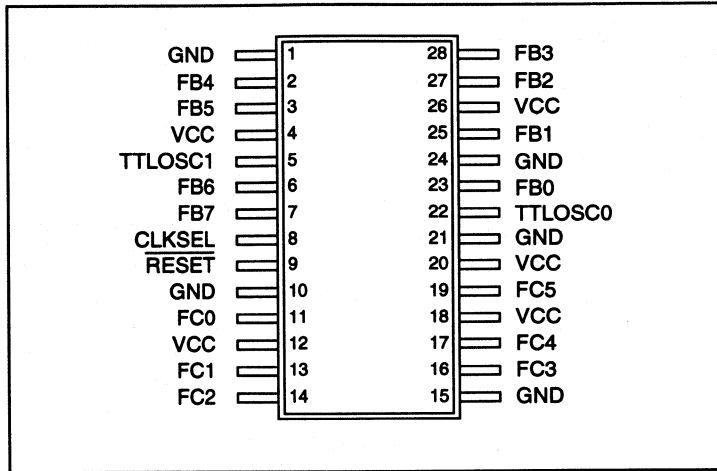 GND 1 28 FB3
FB4 2 27 FB2
FB5 3 26 VCC
VCC 4 25 FB1
TTLOSC1 5 24 GND
FB6 6 23 FB0
FB7 7 22 TTLOSC0
CLKSEL 8 21 GND
RESET 9 20 VCC
GND 10 19 FC5
FC0 11 18 VCC
VCC 12 17 FC4
FC1 13 16 FC3
FC2 14 15 GND